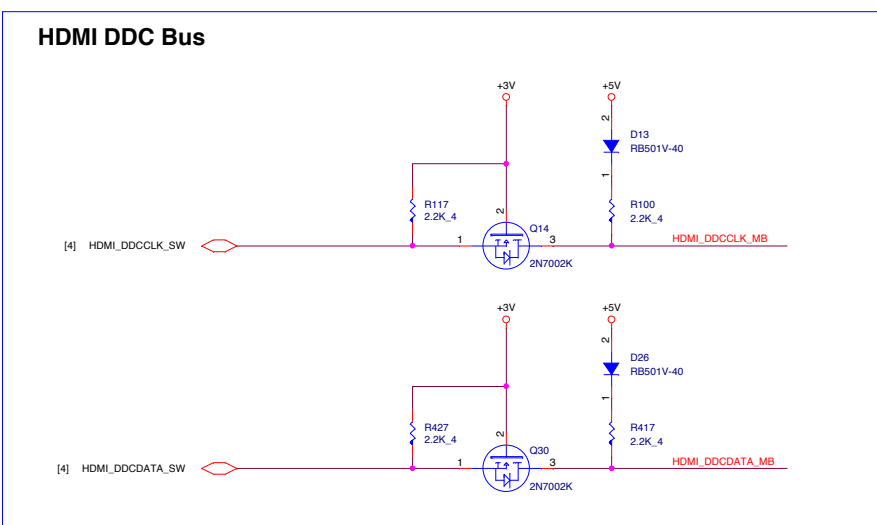 HDMI DDC Bus
+3V
+5V
2
D13
RB501V-40
1
R117
2.2K_4
2
R100
2.2K_4
Q14
[4] HDMI_DDCCLK_SW
1
3
HDMI_DDCCLK_MB
2N7002K
+3V
+5V
2
D26
RB501V-40
1
R427
2.2K_4
2
R417
2.2K_4
Q30
[4] HDMI_DDCDATA_SW
1
3
HDMI_DDCDATA_MB
2N7002K